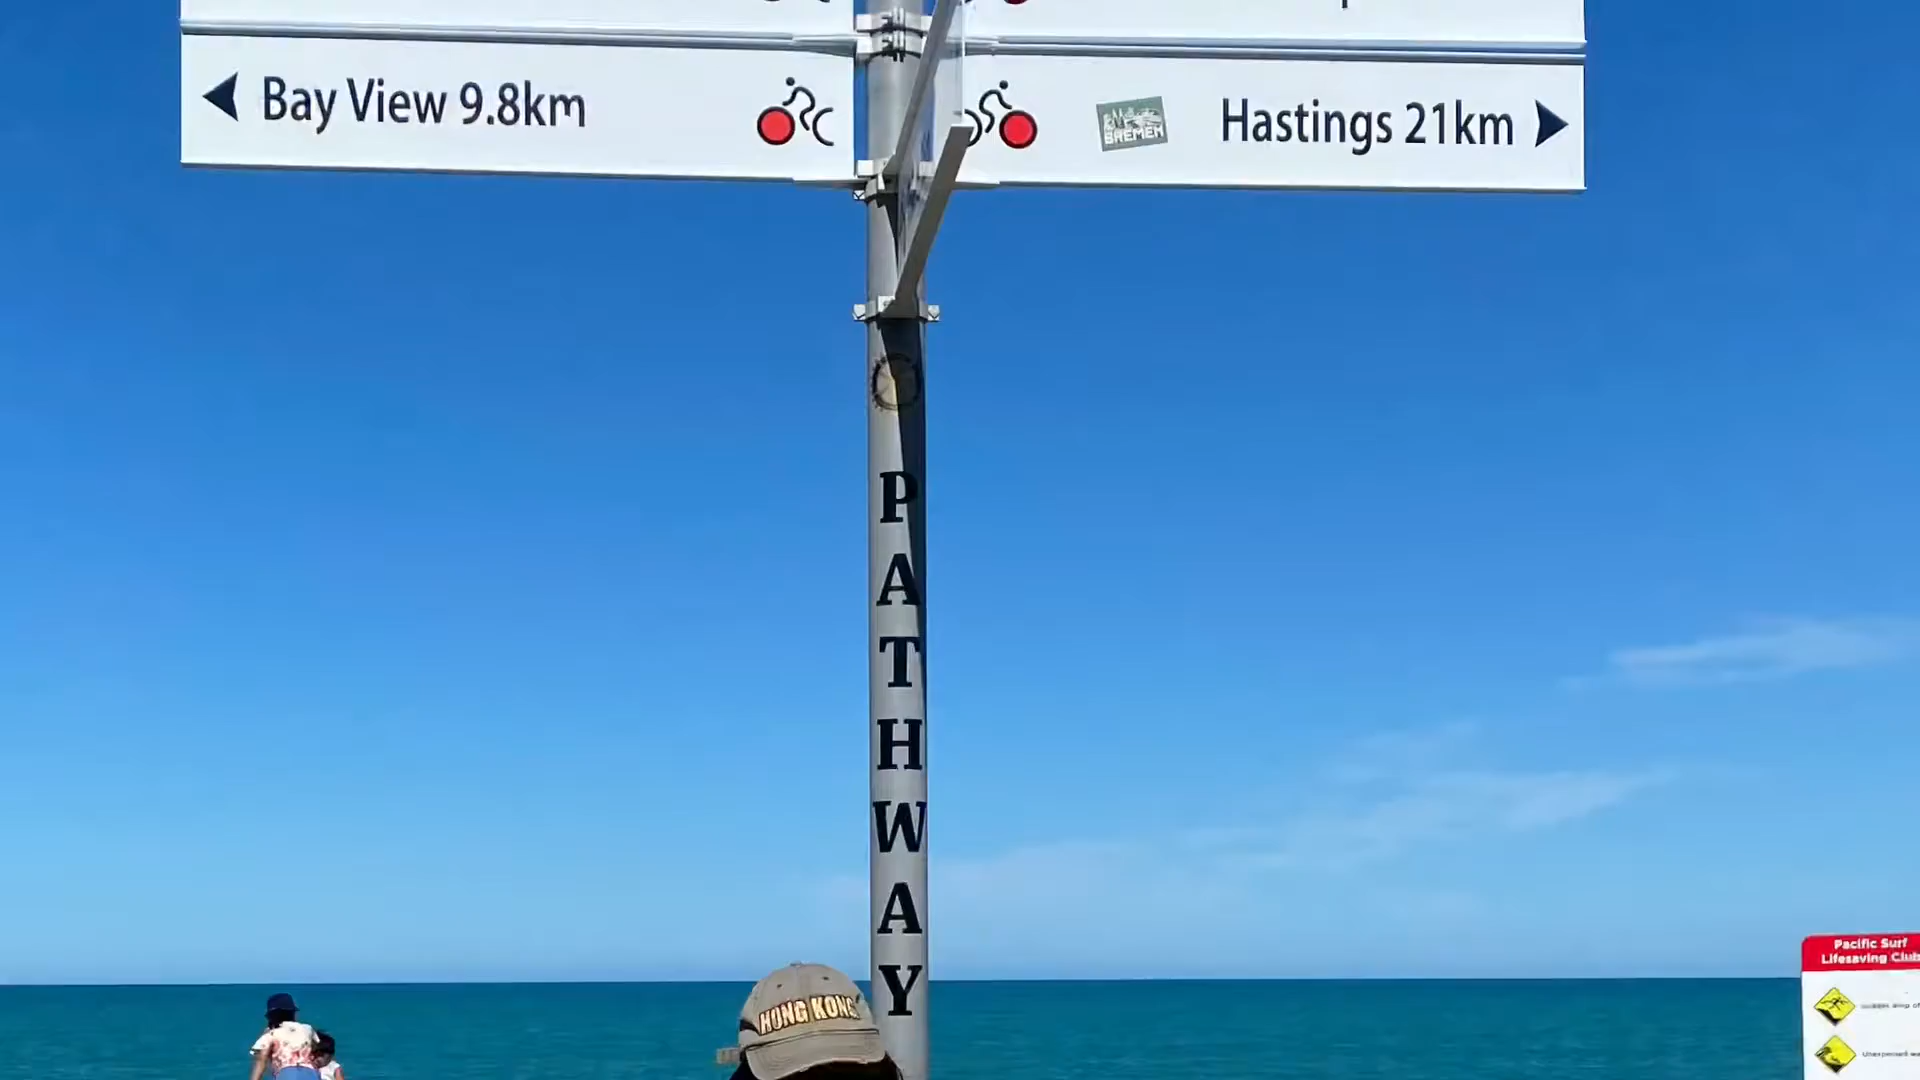 Bay View 9.8km
BREMEN
Hastings 21km
PATHWAY
HONG KONG
Pacific Surf
Lifesaving Club